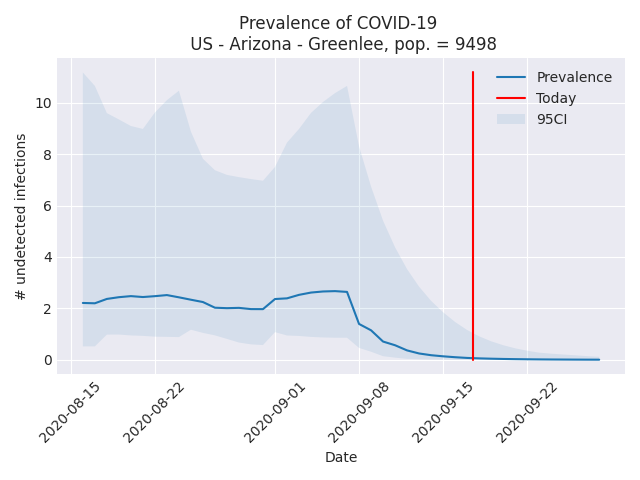 Prevalence of COVID-19
US - Arizona - Greenlee, pop. = 9498
Prevalence
Today
95CI
# undetected infections
10
8
6
4
2
0
2020-08-15
2020-08-22
2020-09-01
2020-09-08
2020-09-15
2020-09-22
Date